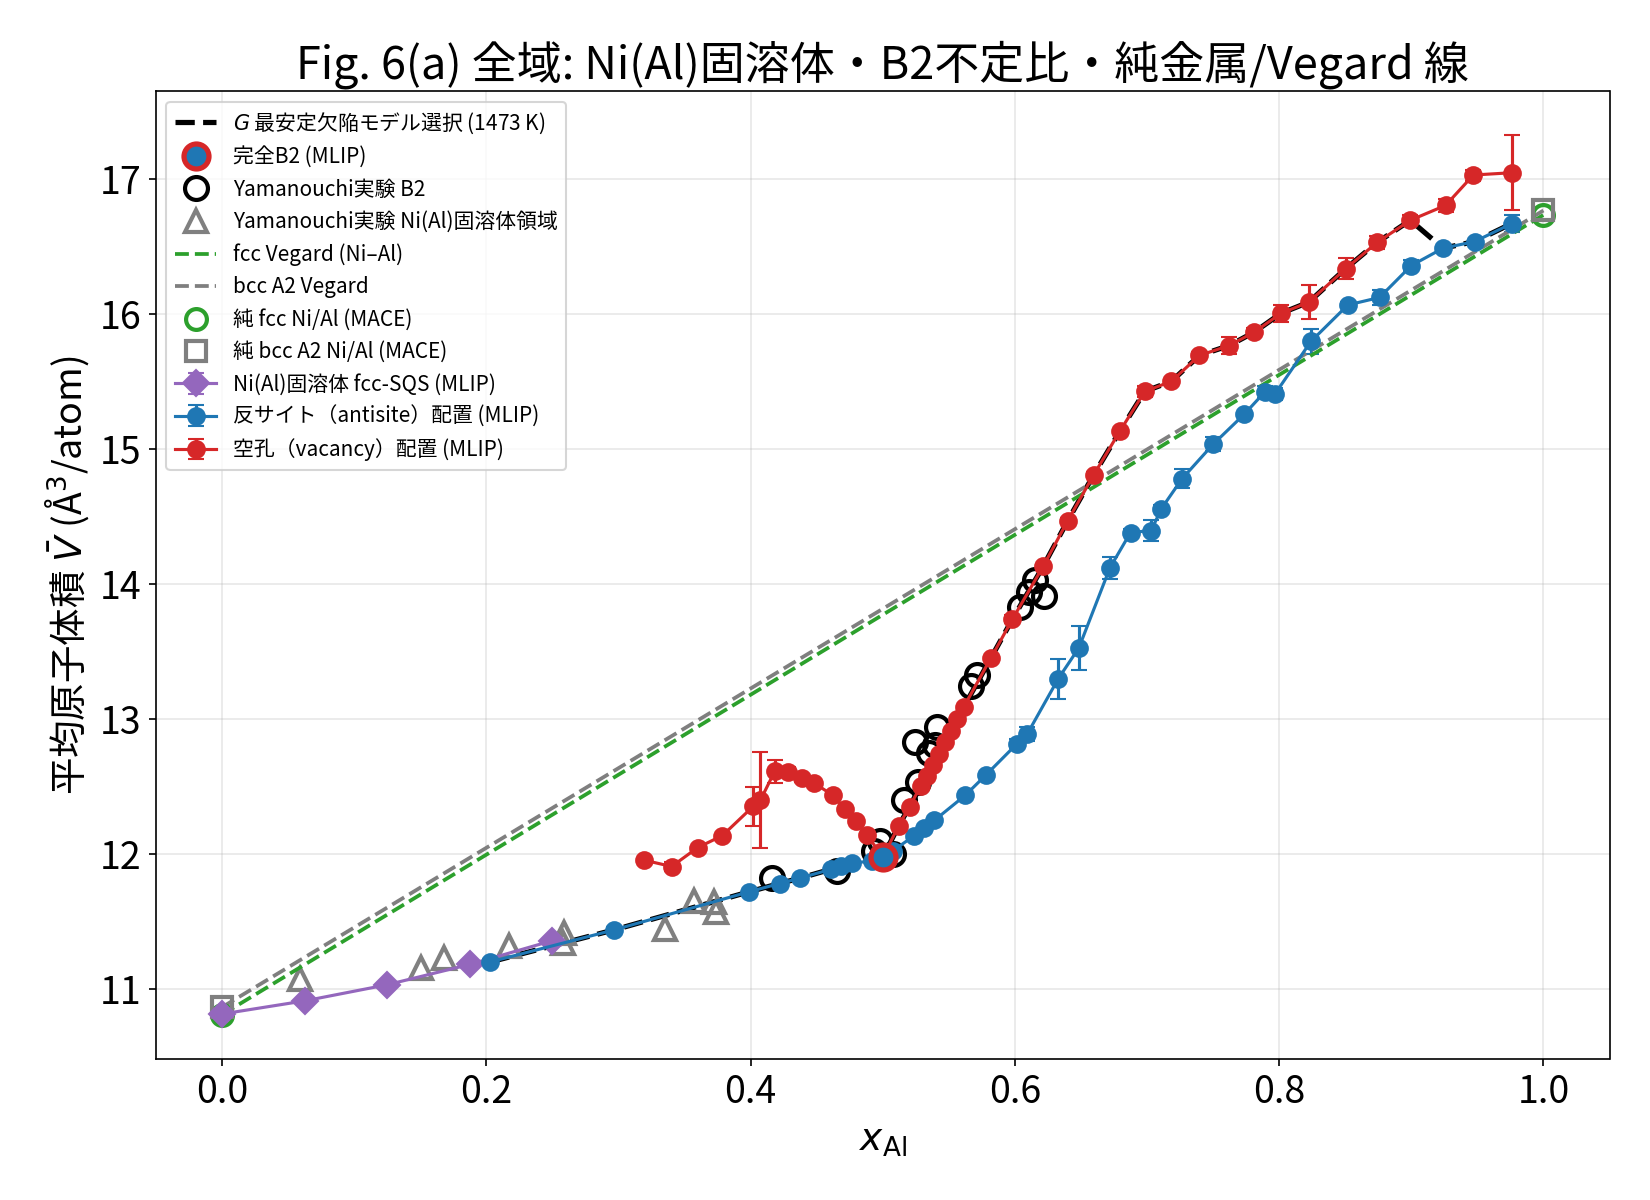 Fig. 6(a) 全域: Ni(Al)固溶体・B2不定比・純金属/Vegard 線
G 最安定欠陥モデル選択 (1473 K)
完全B2 (MLIP)
Yamanouchi実験 B2
Yamanouchi実験 Ni(Al)固溶体領域
fcc Vegard (Ni–Al)
bcc A2 Vegard
純 fcc Ni/Al (MACE)
純 bcc A2 Ni/Al (MACE)
Ni(Al)固溶体 fcc-SQS (MLIP)
反サイト（antisite）配置 (MLIP)
空孔（vacancy）配置 (MLIP)
平均原子体積 V̄ (Å³/atom)
17
16
15
14
13
12
11
0.0 0.2 0.4 0.6 0.8 1.0
x_Al